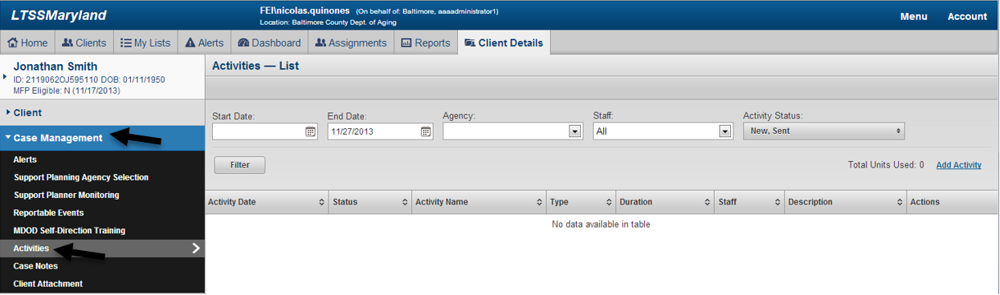 LTSSMaryland
FEI\nicolas.quinones (On behalf of: Baltimore, aaaadministrator1)
Location: Baltimore County Dept. of Aging
Menu Account
Home Clients My Lists Alerts Dashboard Assignments Reports Client Details
Jonathan Smith
ID: 2119062OJ595110 DOB: 01/11/1950
MFP Eligible: N (11/17/2013)
Client
Case Management
Alerts
Support Planning Agency Selection
Support Planner Monitoring
Reportable Events
MDOD Self-Direction Training
Activities
Case Notes
Client Attachment
Activities — List
Start Date: End Date: Agency: Staff: Activity Status:
11/27/2013 All New, Sent
Filter Total Units Used: 0 Add Activity
Activity Date Status Activity Name Type Duration Staff Description Actions
No data available in table